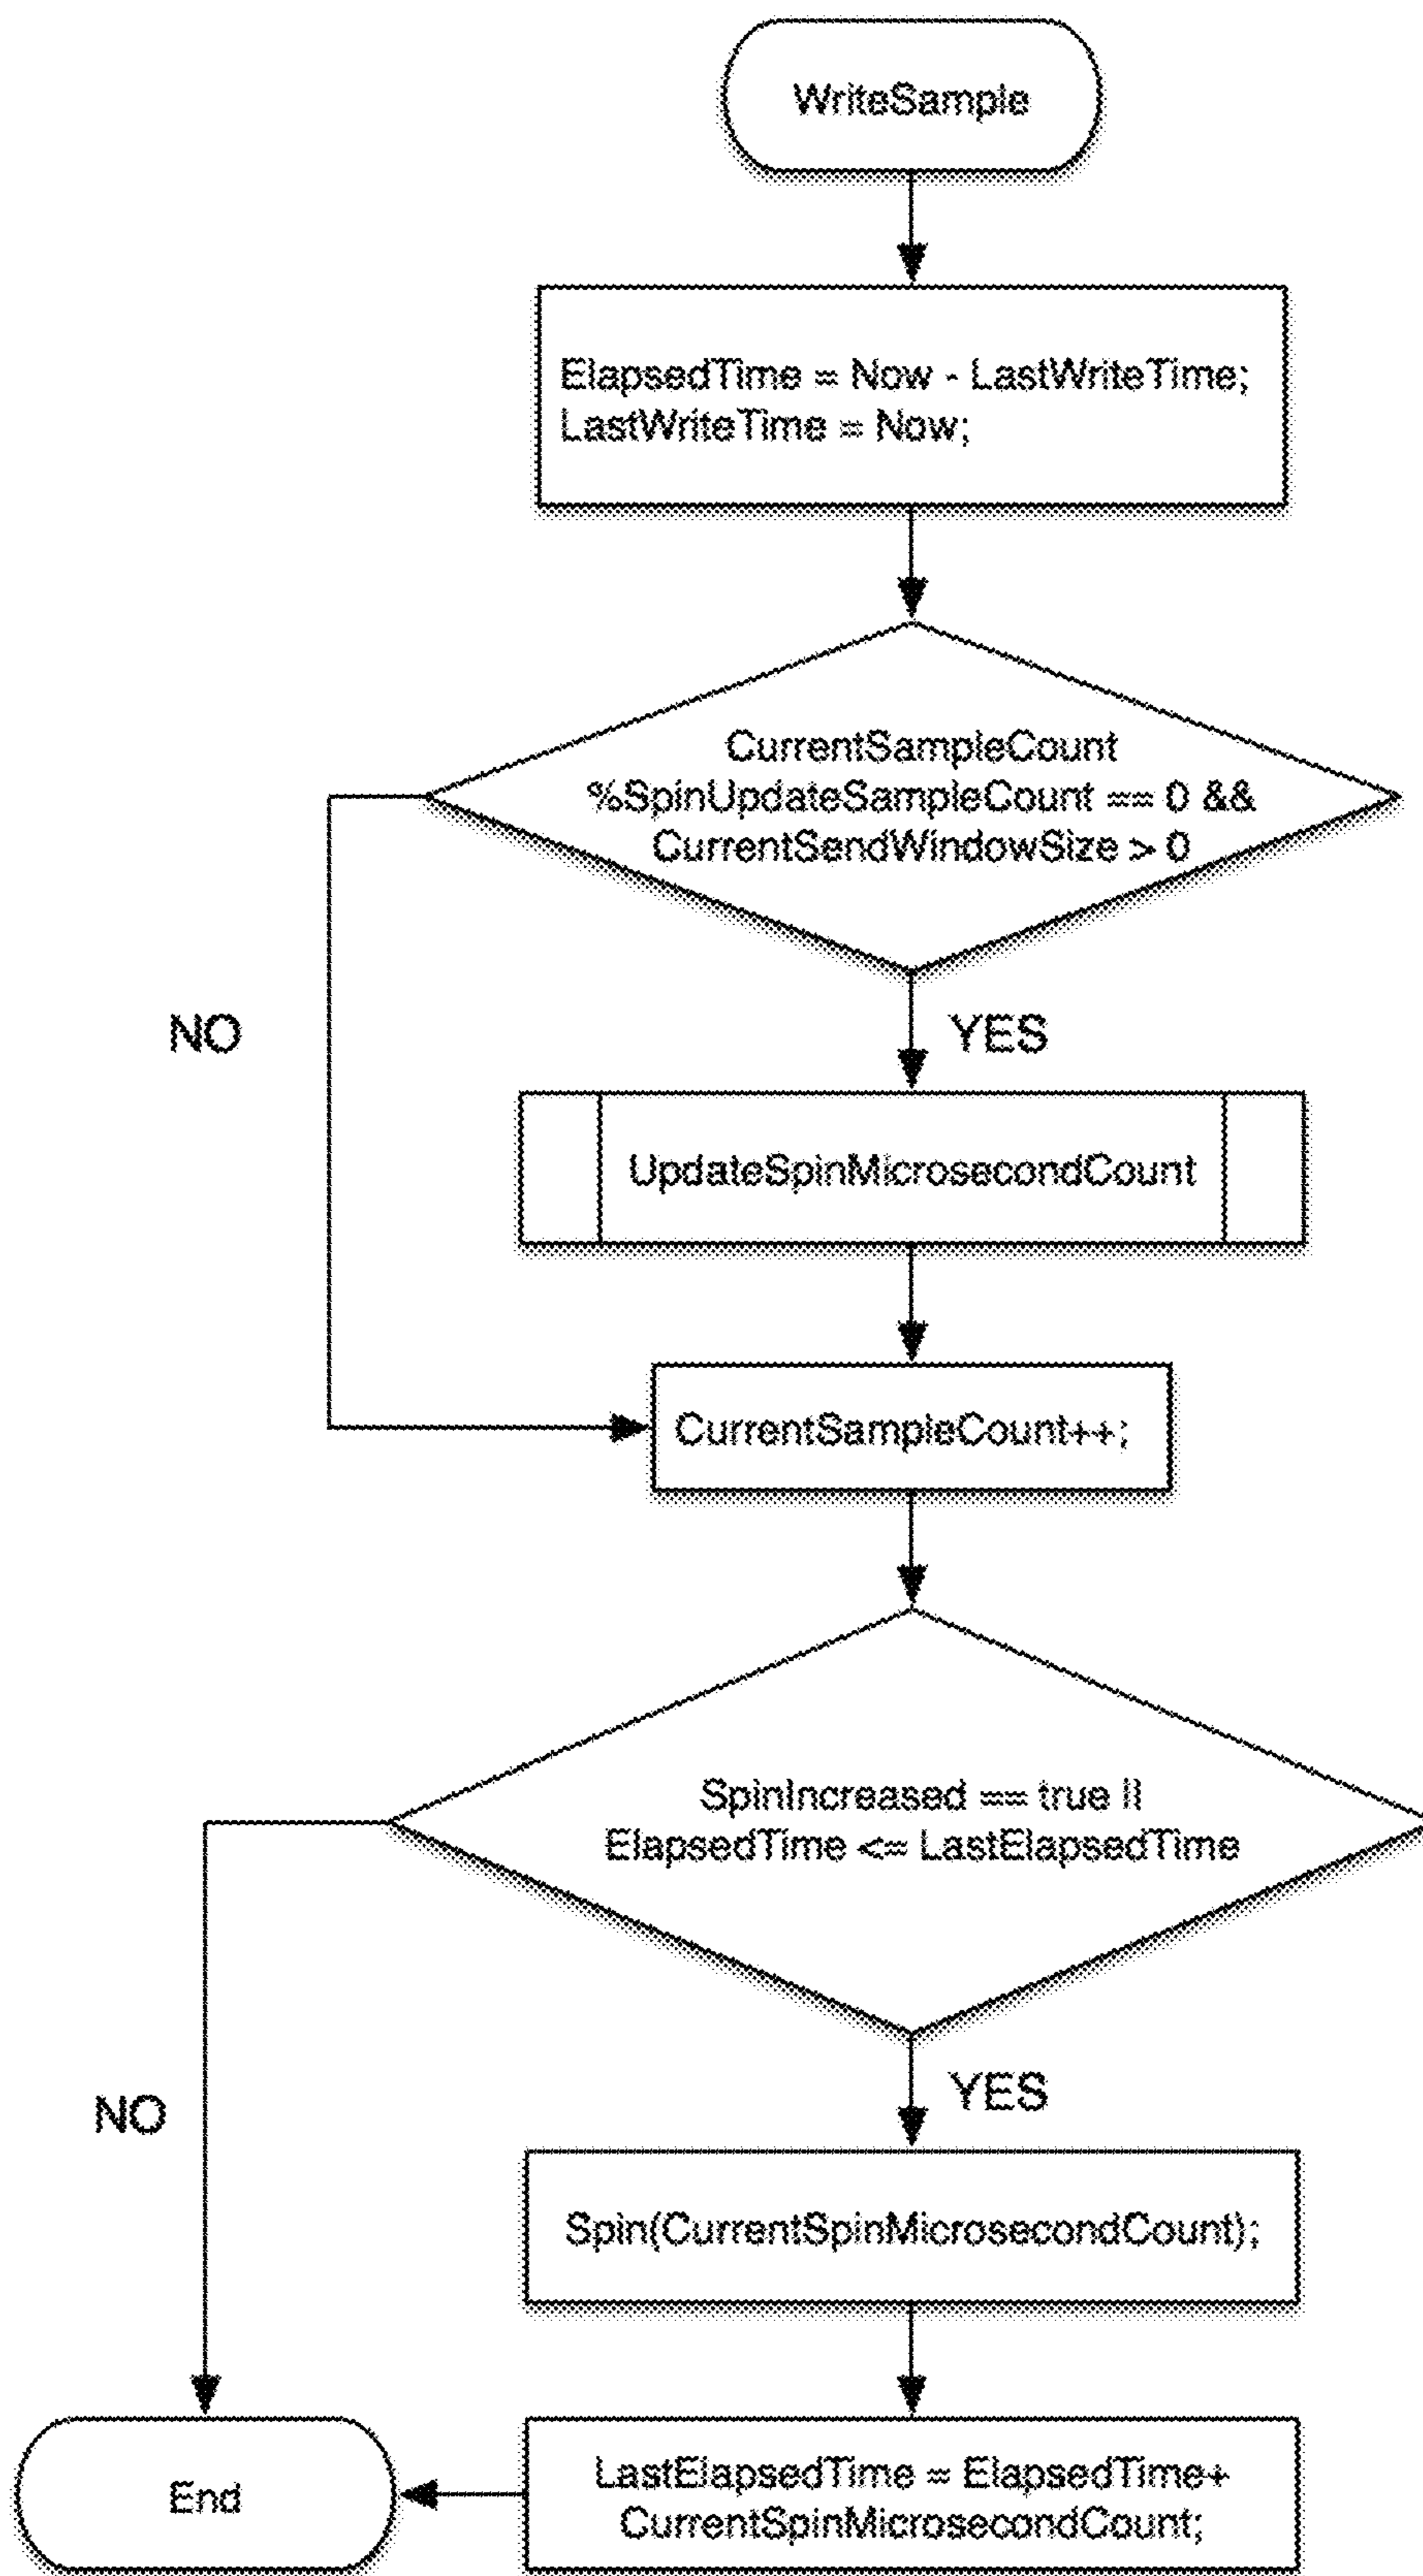 WriteSample
ElapsedTime = Now - LastWriteTime;
LastWriteTime = Now;
CurrentSampleCount
%SpinUpdateSampleCount == 0 &&
CurrentSendWindowSize > 0
NO
YES
UpdateSpinMicrosecondCount
CurrentSampleCount++;
SpinIncreased == true ||
ElapsedTime <= LastElapsedTime
NO
YES
Spin(CurrentSpinMicrosecondCount);
LastElapsedTime = ElapsedTime+
CurrentSpinMicrosecondCount;
End